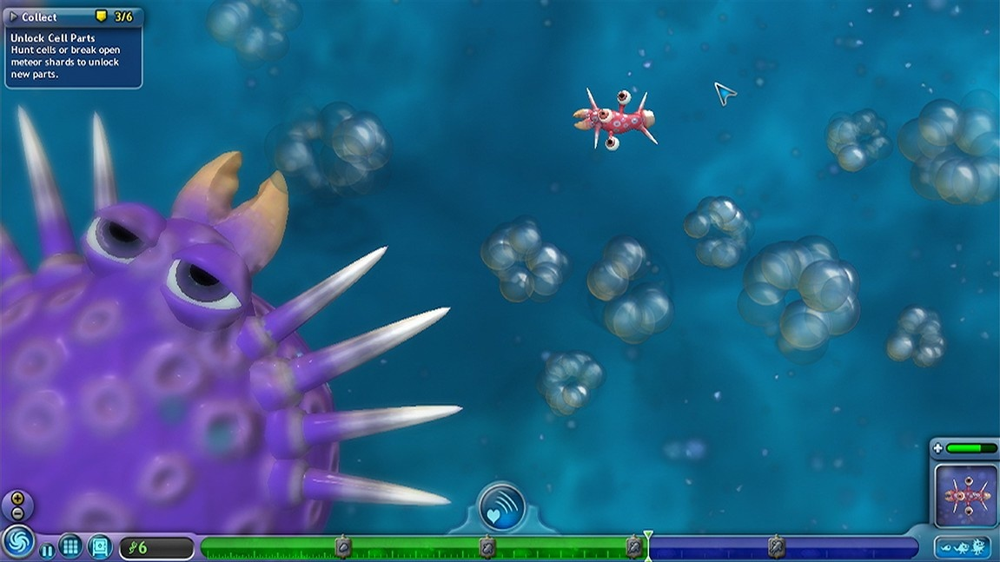 Collect 3/6
Unlock Cell Parts
Hunt cells or break open
meteor shards to unlock
new parts.
6